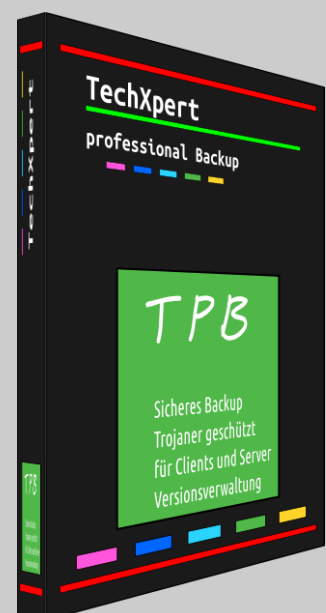 TechXpert
professional Backup
TPB
Sicheres Backup
Trojaner geschützt
für Clients und Server
Versionsverwaltung
TechXpert
TPB